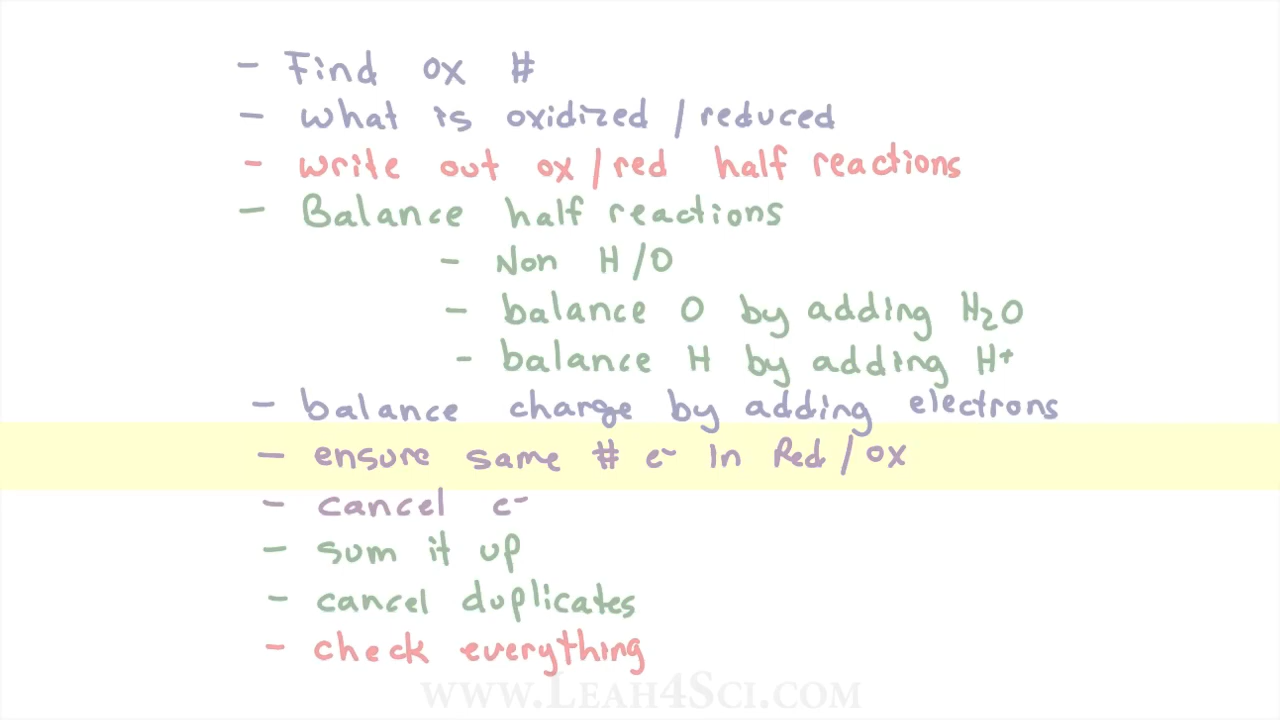 - Find ox #
- what is oxidized / reduced
- write out ox / red half reactions
- Balance half reactions
- Non H / O
- balance O by adding H₂O
- balance H by adding H+
- balance charge by adding electrons
- ensure same # e- in Red / ox
- cancel e-
- sum it up
- cancel duplicates
- check everything
www.Leah4Sci.com